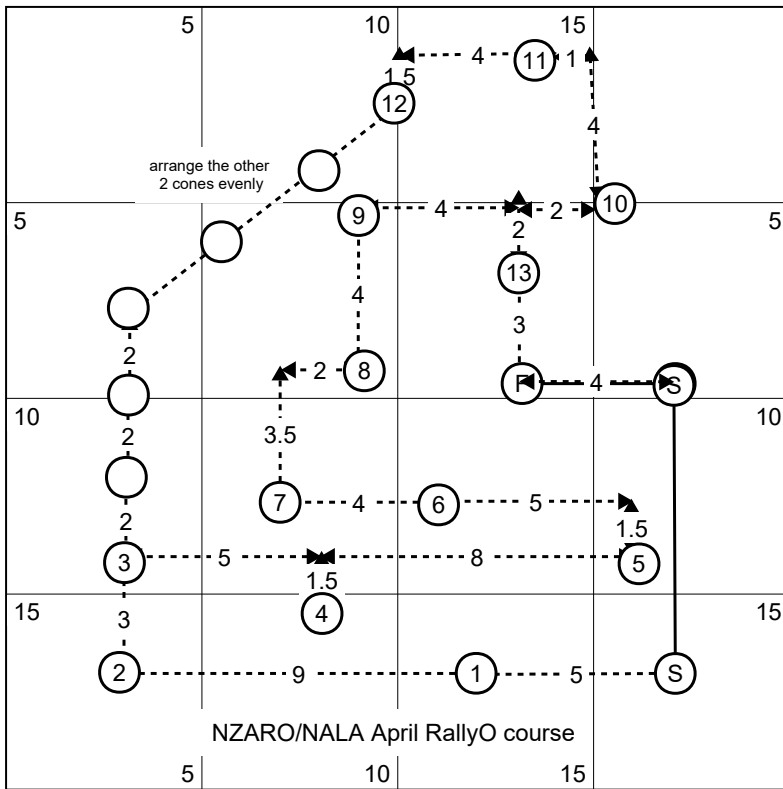 5 10 15
4 11 1
1.5
12
4
arrange the other
2 cones evenly
5 9 4 F 2 10 5
2
13
4
3
2 2 8 F 4 S
10 10
2 3.5
7 4 6 5
2 1.5
3 5 8 5
1.5
15 15
3 4
2 9 1 5 S
NZARO/NALA April RallyO course
5 10 15